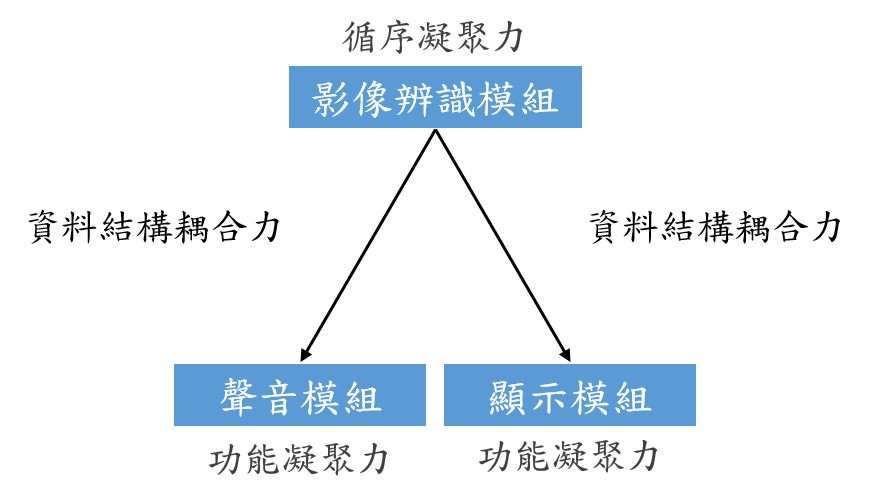 循序凝聚力
影像辨識模組
資料結構耦合力
資料結構耦合力
聲音模組
顯示模組
功能凝聚力
功能凝聚力